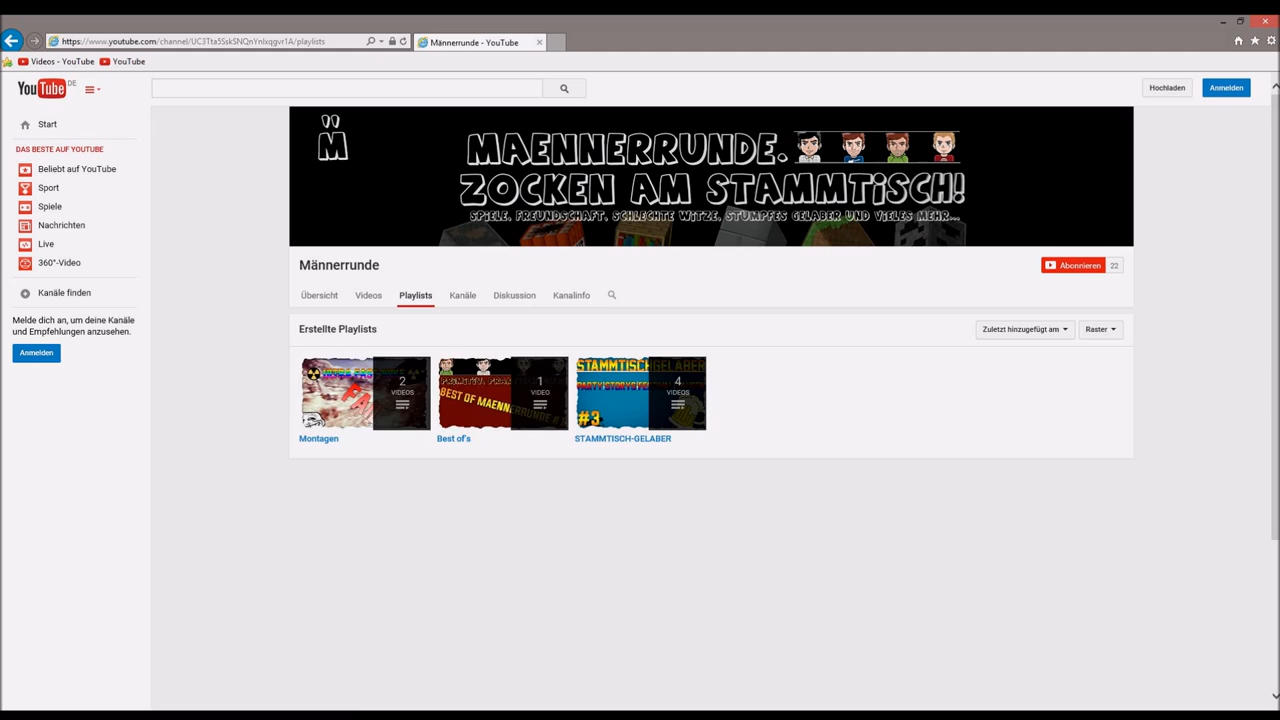 https://www.youtube.com/channel/UC3Tta5SskSNQnYnlxqgvr1A/playlists
Männerrunde - YouTube
Videos - YouTube
YouTube
YouTube DE
Hochladen
Anmelden
Start
DAS BESTE AUF YOUTUBE
Beliebt auf YouTube
Sport
Spiele
Nachrichten
Live
360°-Video
Kanäle finden
Melde dich an, um deine Kanäle
und Empfehlungen anzusehen.
Anmelden
M̈
MAENNERRUNDE.
ZOCKEN AM STAMMTiSCH!
SPIELE, FREUNDSCHAFT, SCHLECHTE WITZE, STUMPFES GELABER UND VIELES MEHR...
Männerrunde
Abonnieren
22
Übersicht
Videos
Playlists
Kanäle
Diskussion
Kanalinfo
Erstellte Playlists
Zuletzt hinzugefügt am
Raster
2
VIDEOS
Montagen
BEST OF MAENNERRUNDE
1
VIDEO
Best of's
STAMMTISCHGELABER
#3
4
VIDEOS
STAMMTISCH-GELABER